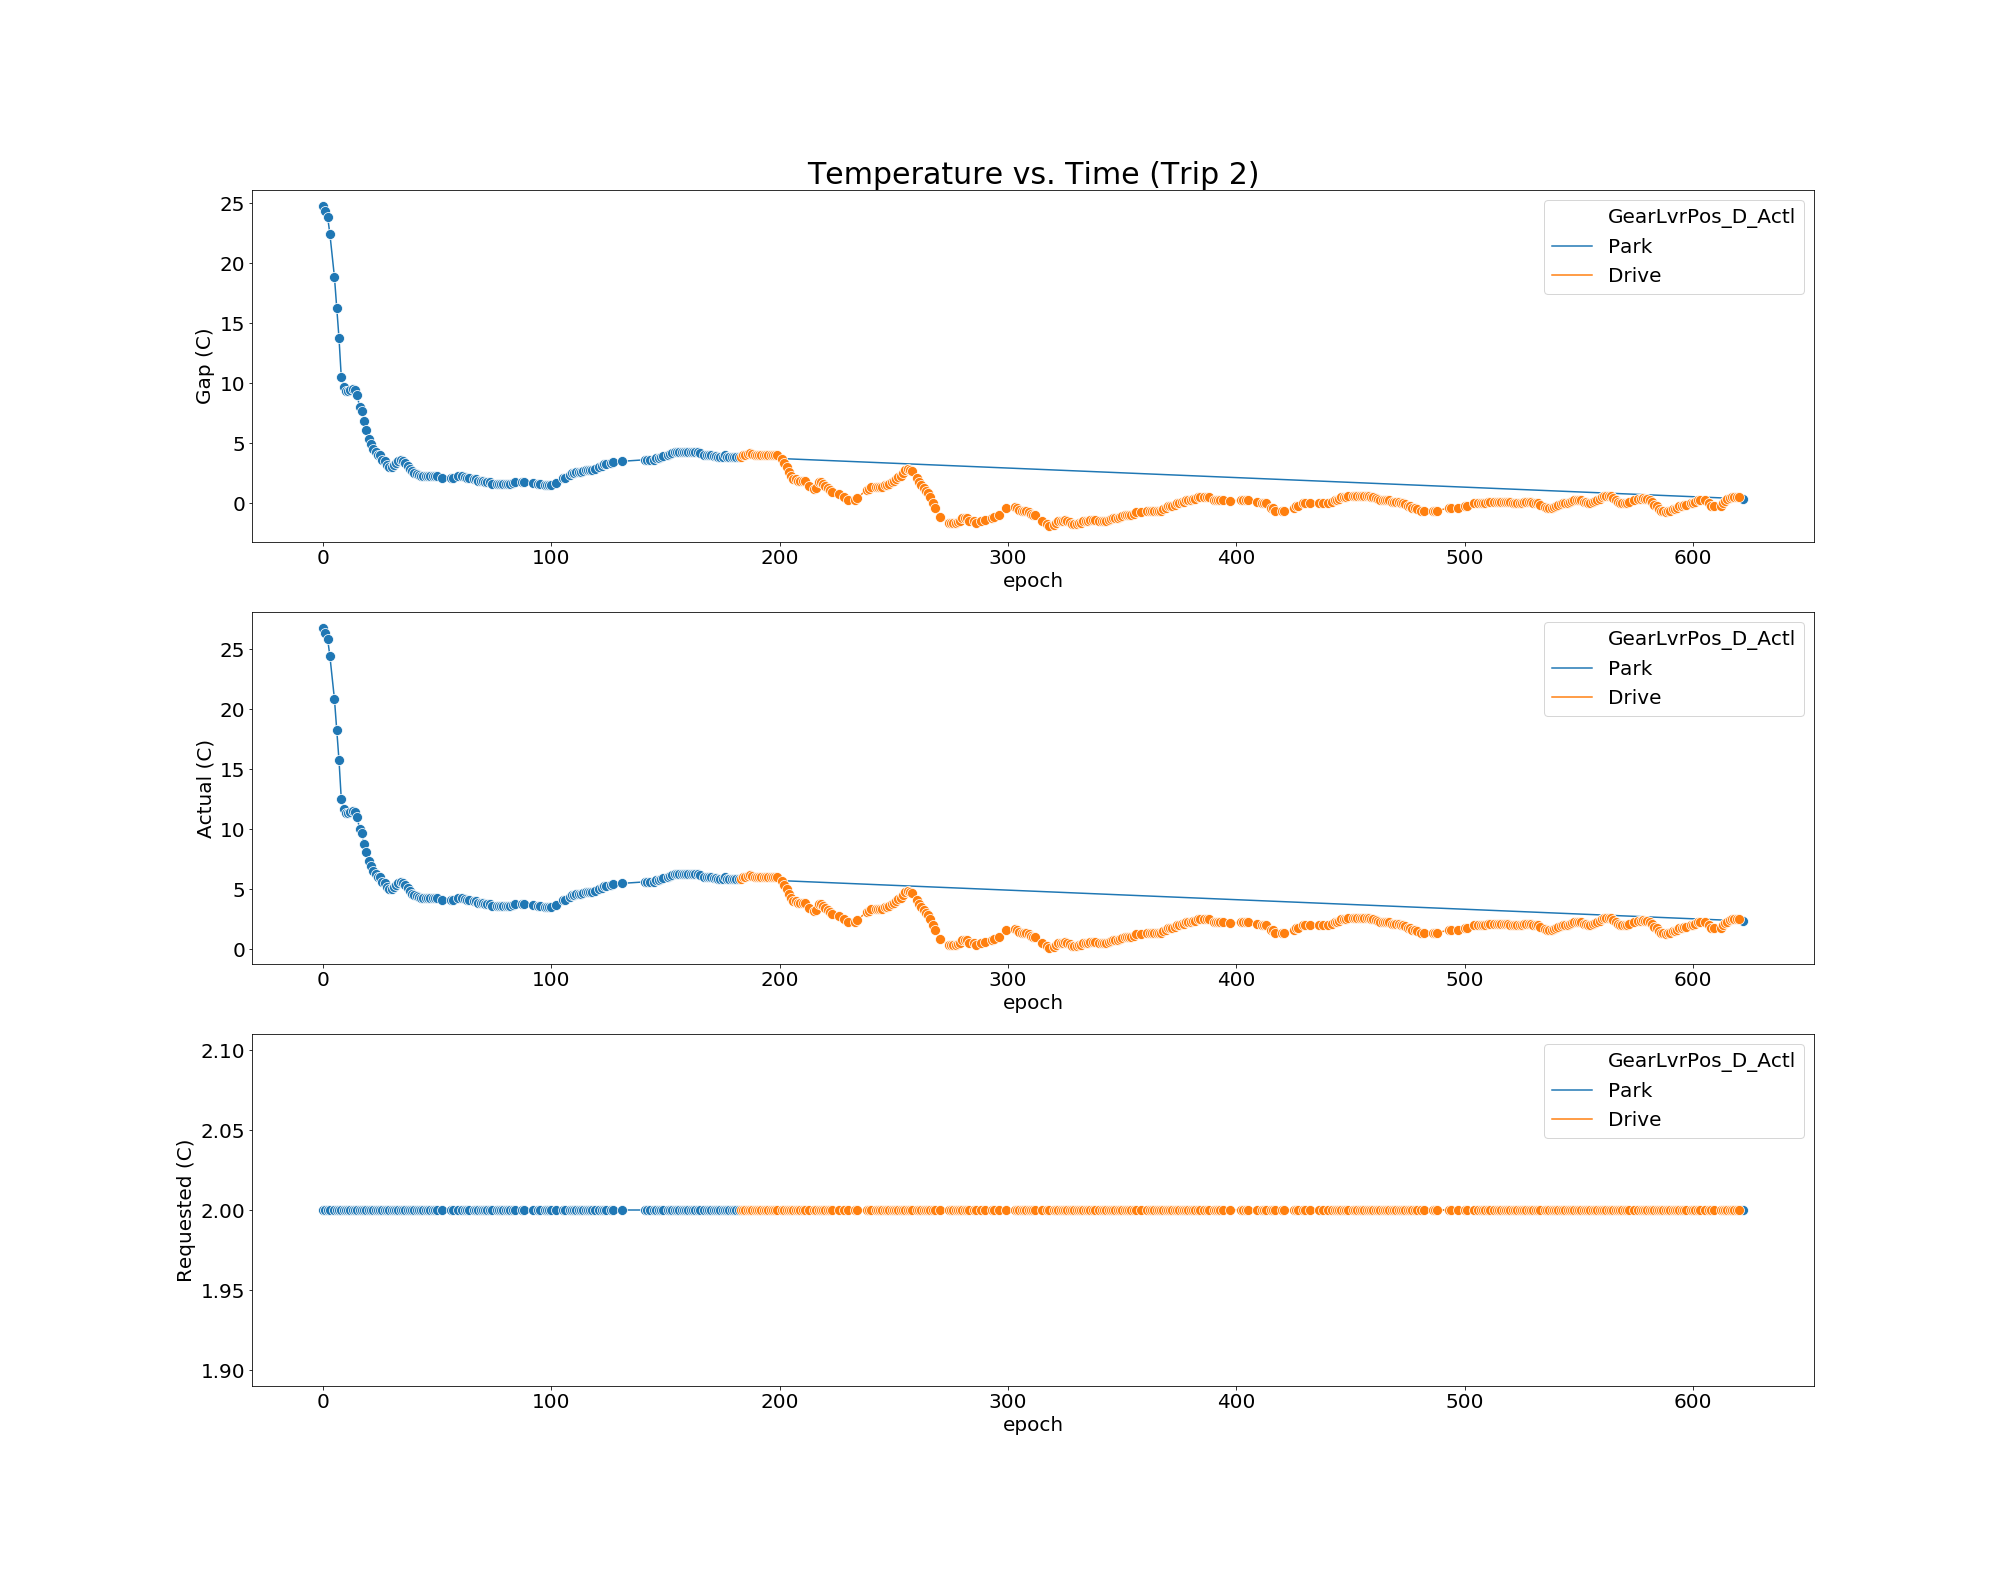 Temperature vs. Time (Trip 2)
25
20
15
10
5
0
Gap (C)
GearLvrPos_D_Actl
Park
Drive
0 100 200 300 400 500 600
epoch
25
20
15
10
5
0
Actual (C)
GearLvrPos_D_Actl
Park
Drive
0 100 200 300 400 500 600
epoch
2.10
2.05
2.00
1.95
1.90
Requested (C)
GearLvrPos_D_Actl
Park
Drive
0 100 200 300 400 500 600
epoch